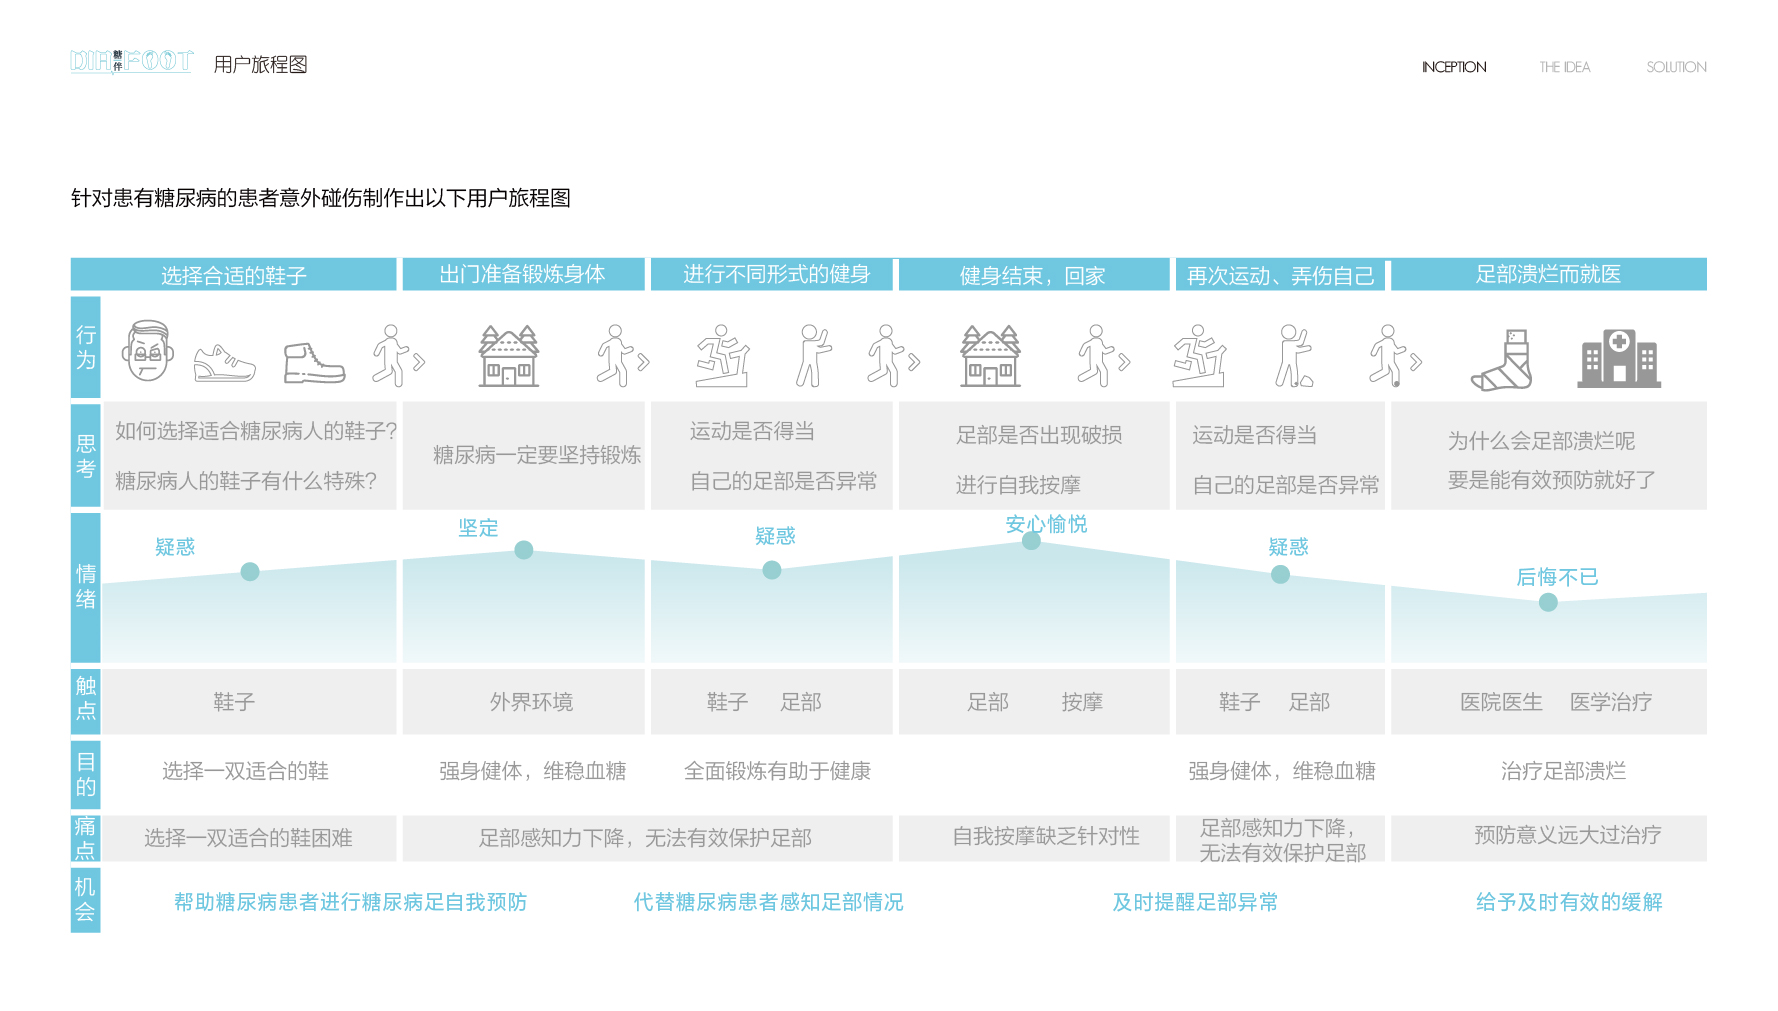 DIA糖伴FOOT 用户旅程图
INCEPTION THE IDEA SOLUTION
针对患有糖尿病的患者意外碰伤制作出以下用户旅程图
选择合适的鞋子 出门准备锻炼身体 进行不同形式的健身 健身结束，回家 再次运动、弄伤自己 足部溃烂而就医
行为
思考
如何选择适合糖尿病人的鞋子?
糖尿病人的鞋子有什么特殊?
糖尿病一定要坚持锻炼
运动是否得当
自己的足部是否异常
足部是否出现破损
进行自我按摩
运动是否得当
自己的足部是否异常
为什么会足部溃烂呢
要是能有效预防就好了
情绪
疑惑 坚定 疑惑 安心愉悦 疑惑 后悔不已
触点
鞋子 外界环境 鞋子 足部 足部 按摩 鞋子 足部 医院医生 医学治疗
目的
选择一双适合的鞋 强身健体，维稳血糖 全面锻炼有助于健康 强身健体，维稳血糖 治疗足部溃烂
痛点
选择一双适合的鞋困难 足部感知力下降，无法有效保护足部 自我按摩缺乏针对性
足部感知力下降，
无法有效保护足部
预防意义远大过治疗
机会
帮助糖尿病患者进行糖尿病足自我预防 代替糖尿病患者感知足部情况 及时提醒足部异常 给予及时有效的缓解